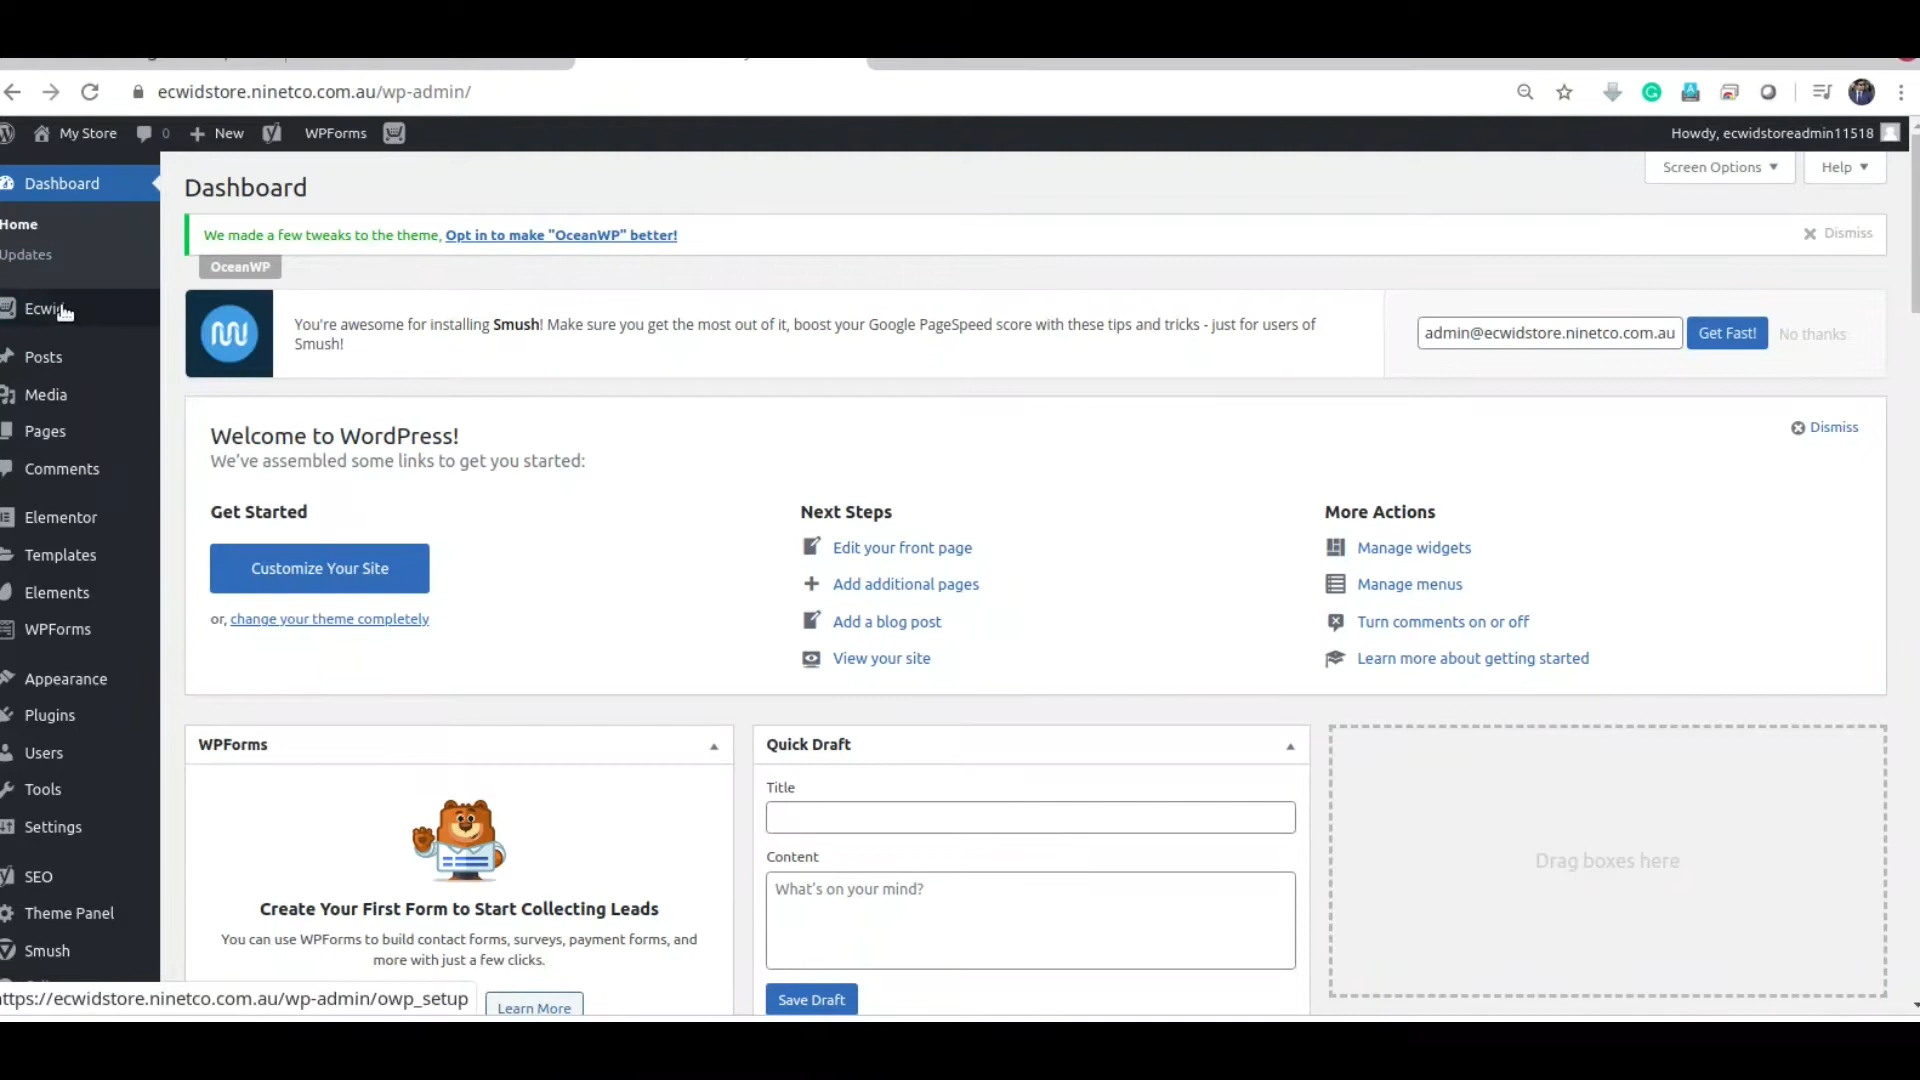 ecwidstore.ninetco.com.au/wp-admin/
My Store 0 New WPForms
Howdy, ecwidstoreadmin11518
Dashboard
Home
Updates
Posts
Media
Pages
Comments
Elementor
Templates
Elements
WPForms
Appearance
Plugins
Users
Tools
Settings
SEO
Theme Panel
Smush
Dashboard
Screen Options
Help
We made a few tweaks to the theme, Opt in to make "OceanWP" better!
Dismiss
OceanWP
You're awesome for installing Smush! Make sure you get the most out of it, boost your Google PageSpeed score with these tips and tricks - just for users of
Smush!
admin@ecwidstore.ninetco.com.au
Get Fast!
No thanks
Welcome to WordPress!
We've assembled some links to get you started:
Dismiss
Get Started
Customize Your Site
or, change your theme completely
Next Steps
Edit your front page
Add additional pages
Add a blog post
View your site
More Actions
Manage widgets
Manage menus
Turn comments on or off
Learn more about getting started
WPForms
Create Your First Form to Start Collecting Leads
You can use WPForms to build contact forms, surveys, payment forms, and
more with just a few clicks.
Learn More
Quick Draft
Title
Content
What's on your mind?
Save Draft
Drag boxes here
ttps://ecwidstore.ninetco.com.au/wp-admin/owp_setup